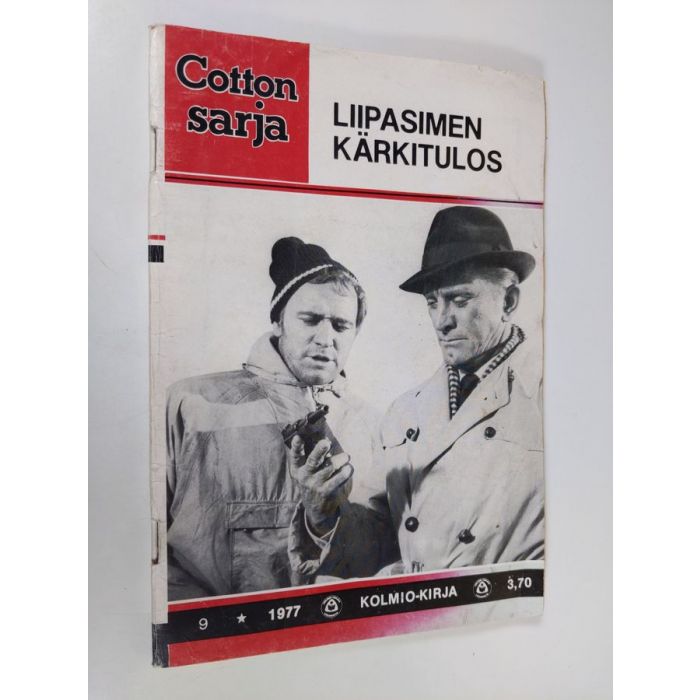 Cotton
sarja
LIIPASIMEN
KÄRKITULOS
9 ★ 1977 KOLMIO-KIRJA 3,70